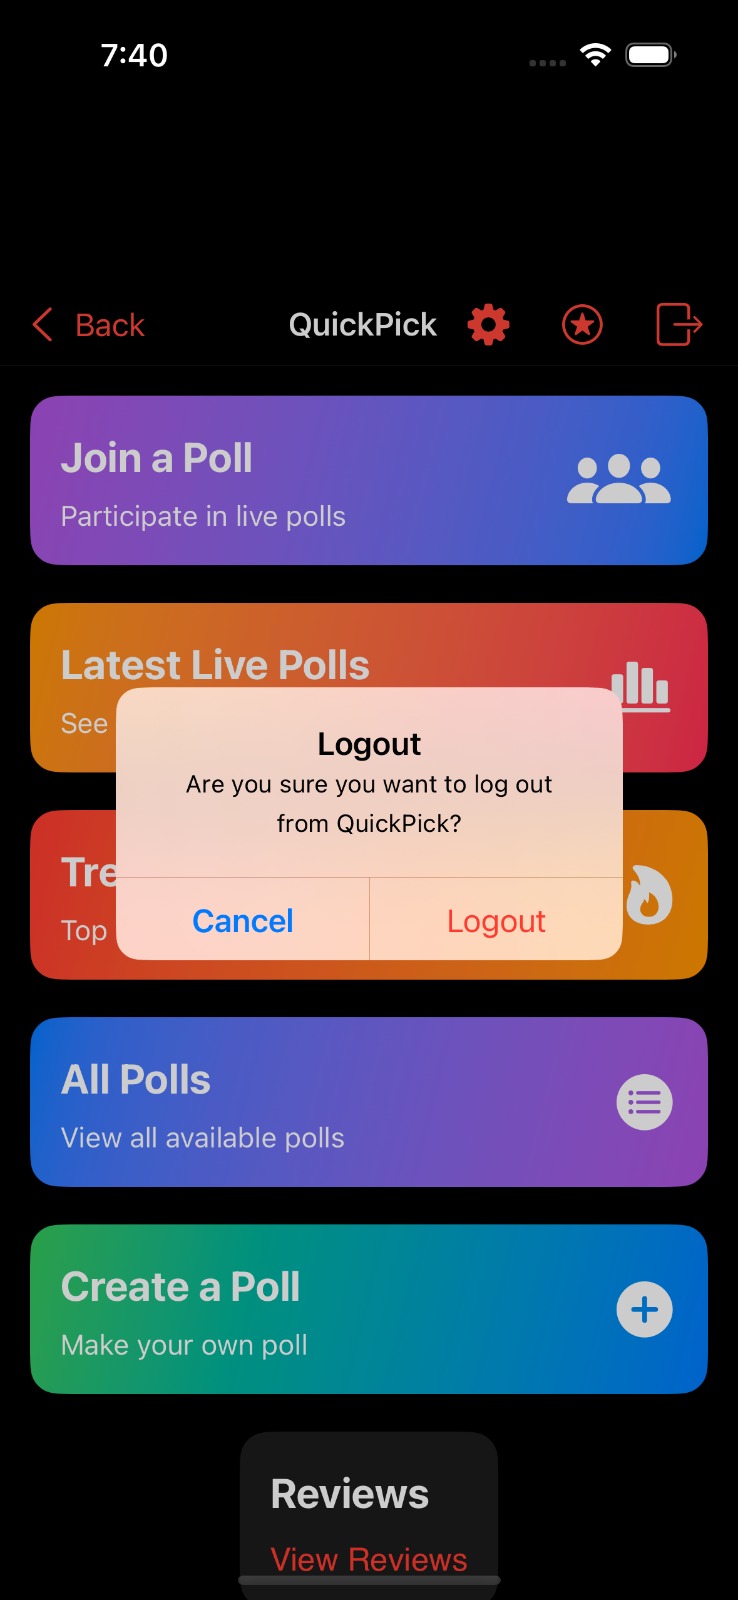 7:40
Back
QuickPick
Join a Poll
Participate in live polls
Latest Live Polls
See
Logout
Are you sure you want to log out
from QuickPick?
Cancel
Logout
Tre
Top
All Polls
View all available polls
Create a Poll
Make your own poll
Reviews
View Reviews